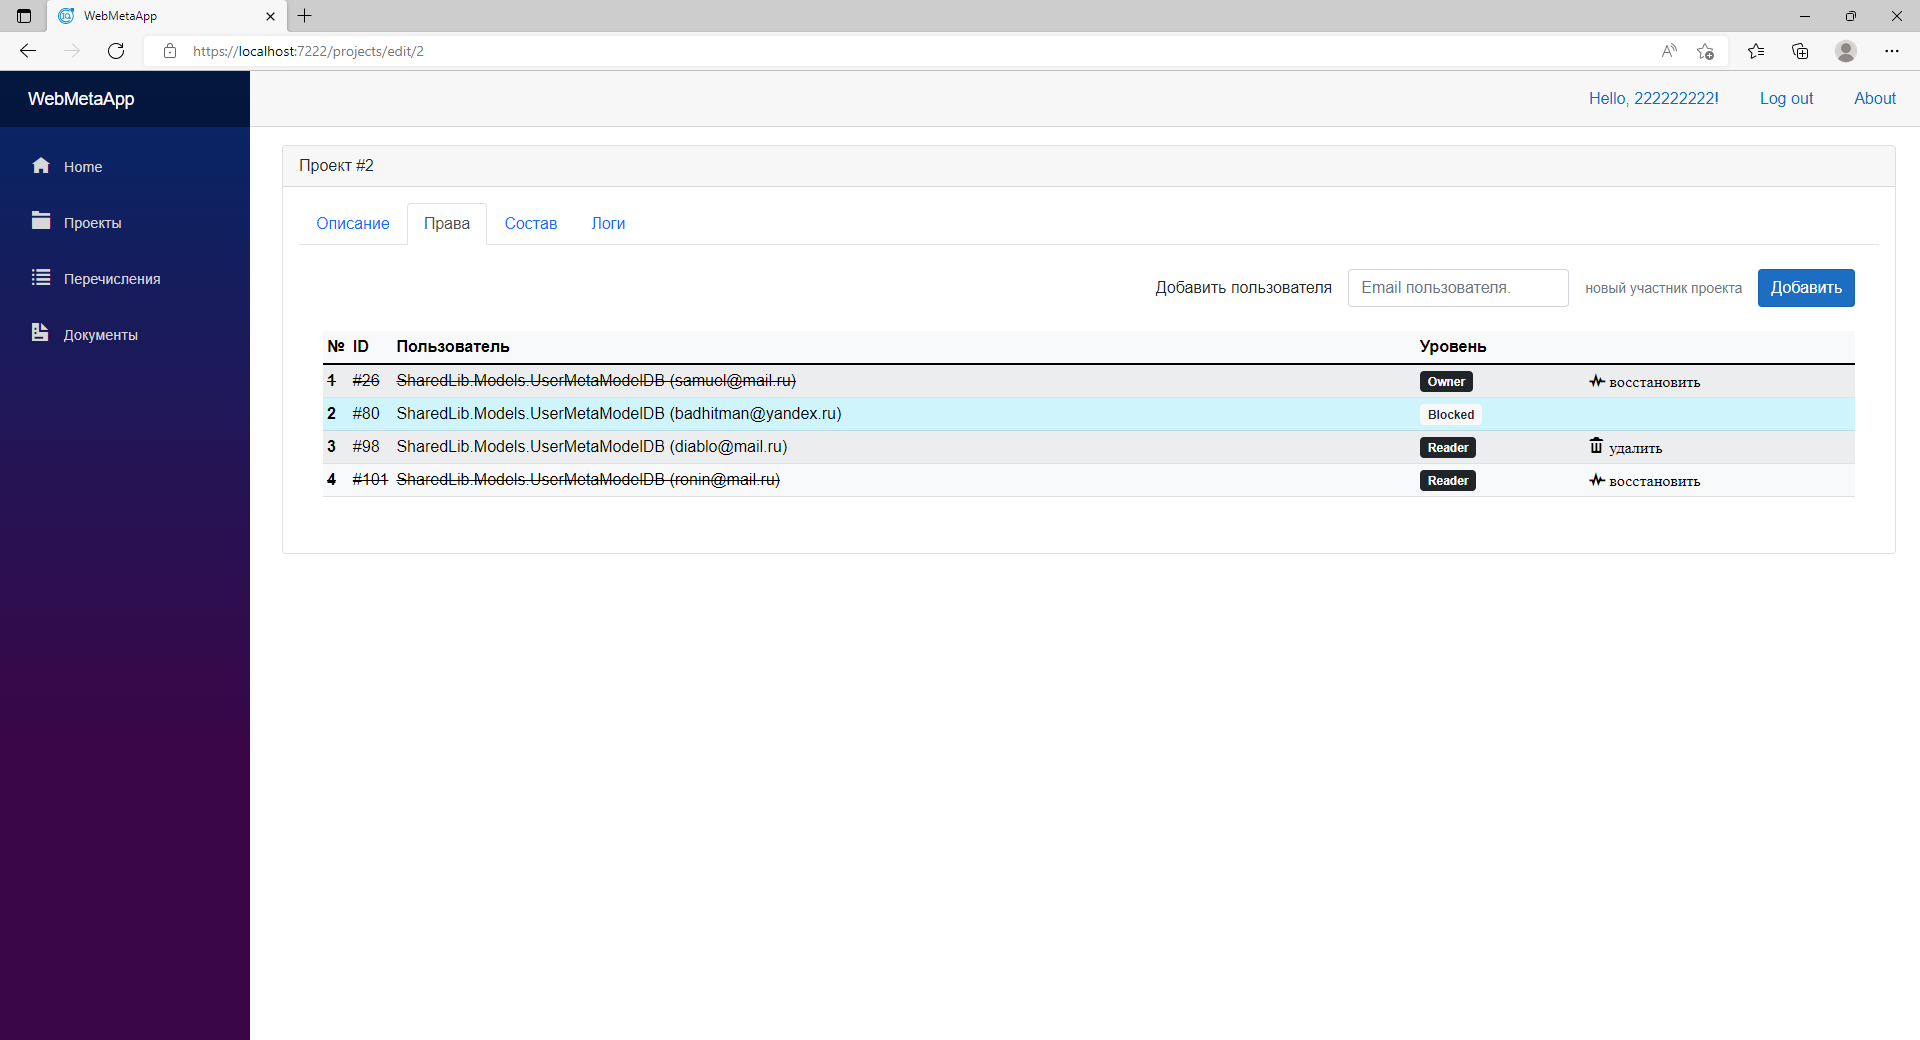 WebMetaApp
https://localhost:7222/projects/edit/2
WebMetaApp
Hello, 222222222! Log out About
Home
Проекты
Перечисления
Документы
Проект #2
Описание Права Состав Логи
Добавить пользователя Email пользователя. новый участник проекта Добавить
№ ID Пользователь Уровень
1 #26 SharedLib.Models.UserMetaModelDB (samuel@mail.ru) Owner восстановить
2 #80 SharedLib.Models.UserMetaModelDB (badhitman@yandex.ru) Blocked
3 #98 SharedLib.Models.UserMetaModelDB (diablo@mail.ru) Reader удалить
4 #101 SharedLib.Models.UserMetaModelDB (ronin@mail.ru) Reader восстановить